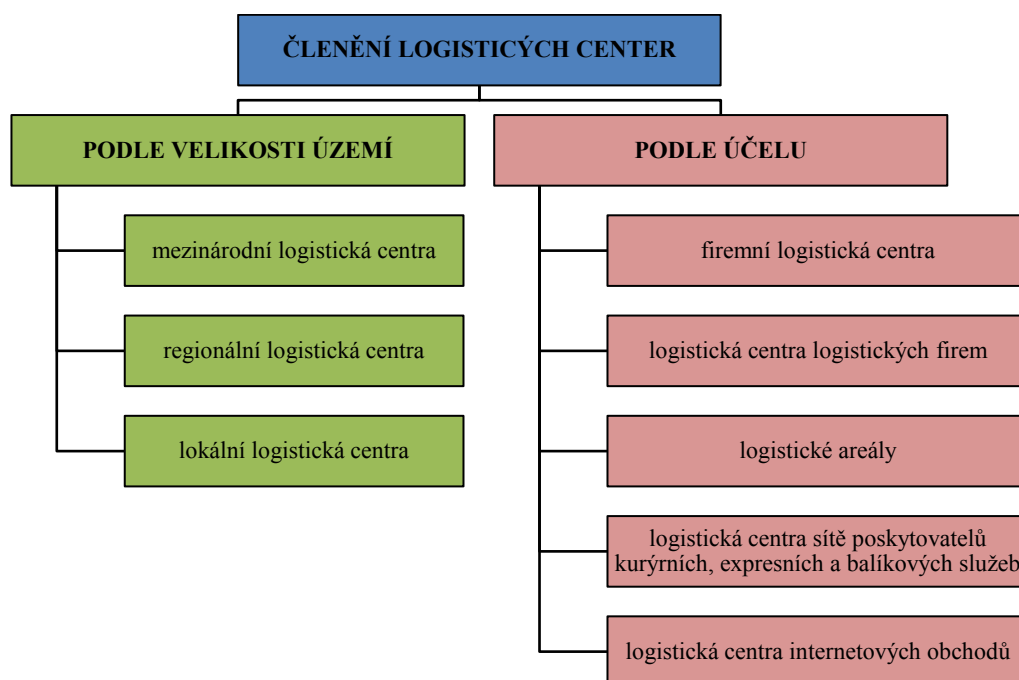 ČLENĚNÍ LOGISTICÝCH CENTER
PODLE VELIKOSTI ÚZEMÍ
mezinárodní logistická centra
regionální logistická centra
lokální logistická centra
PODLE ÚČELU
firemní logistická centra
logistická centra logistických firem
logistické areály
logistická centra sítě poskytovatelů
kurýrních, expresních a balíkových služeb
logistická centra internetových obchodů